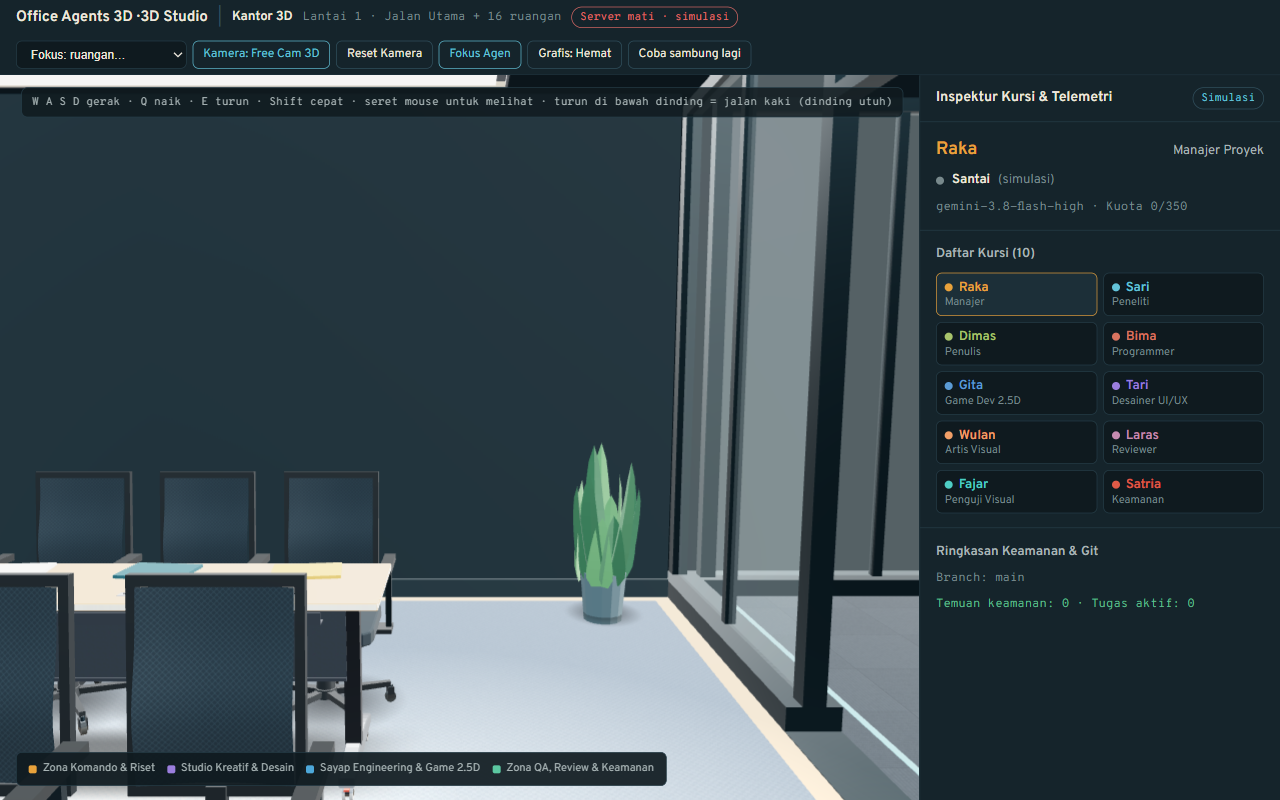 Office Agents 3D ·3D Studio
Kantor 3D Lantai 1 · Jalan Utama + 16 ruangan Server mati · simulasi
Fokus: ruangan... Kamera: Free Cam 3D Reset Kamera Fokus Agen Grafis: Hemat Coba sambung lagi
W A S D gerak · Q naik · E turun · Shift cepat · seret mouse untuk melihat · turun di bawah dinding = jalan kaki (dinding utuh)
Zona Komando & Riset Studio Kreatif & Desain Sayap Engineering & Game 2.5D Zona QA, Review & Keamanan
Inspektur Kursi & Telemetri Simulasi
Raka Manajer Proyek
Santai (simulasi)
gemini-3.8-flash-high · Kuota 0/350
Daftar Kursi (10)
Raka
Manajer
Sari
Peneliti
Dimas
Penulis
Bima
Programmer
Gita
Game Dev 2.5D
Tari
Desainer UI/UX
Wulan
Artis Visual
Laras
Reviewer
Fajar
Penguji Visual
Satria
Keamanan
Ringkasan Keamanan & Git
Branch: main
Temuan keamanan: 0 · Tugas aktif: 0